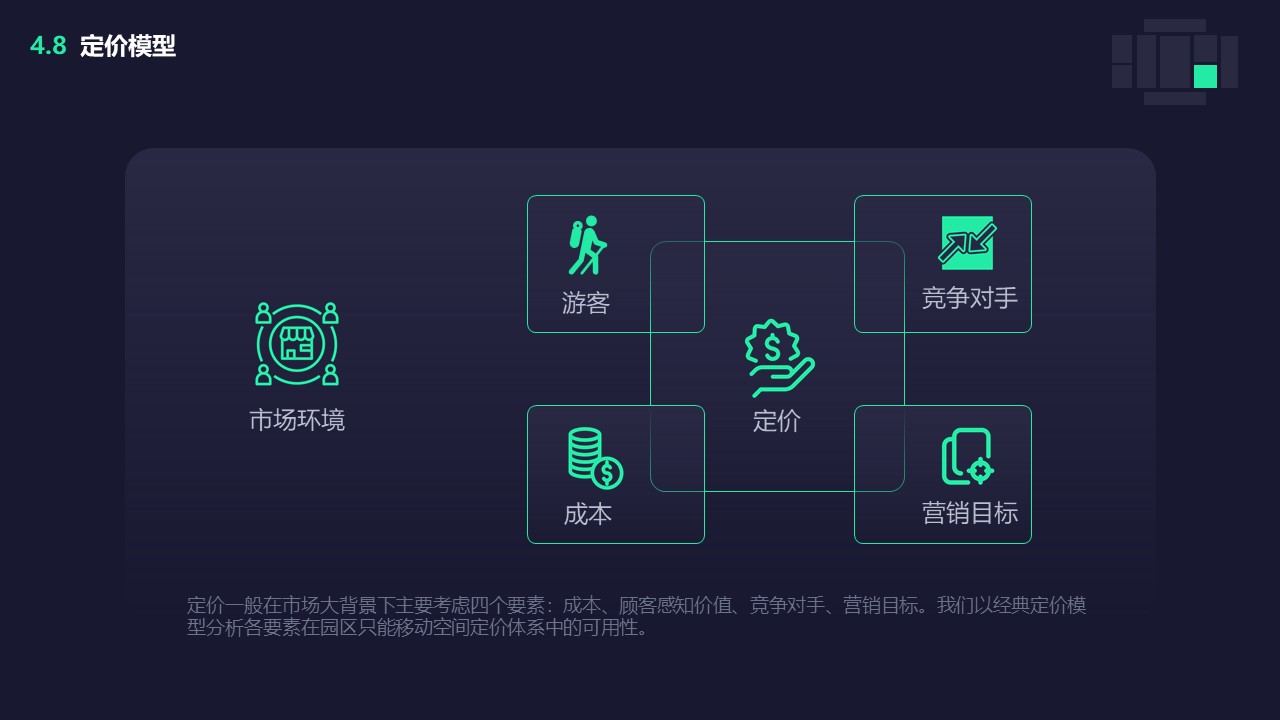 4.8 定价模型
游客
竞争对手
市场环境
定价
成本
营销目标
定价一般在市场大背景下主要考虑四个要素：成本、顾客感知价值、竞争对手、营销目标。我们以经典定价模
型分析各要素在园区只能移动空间定价体系中的可用性。